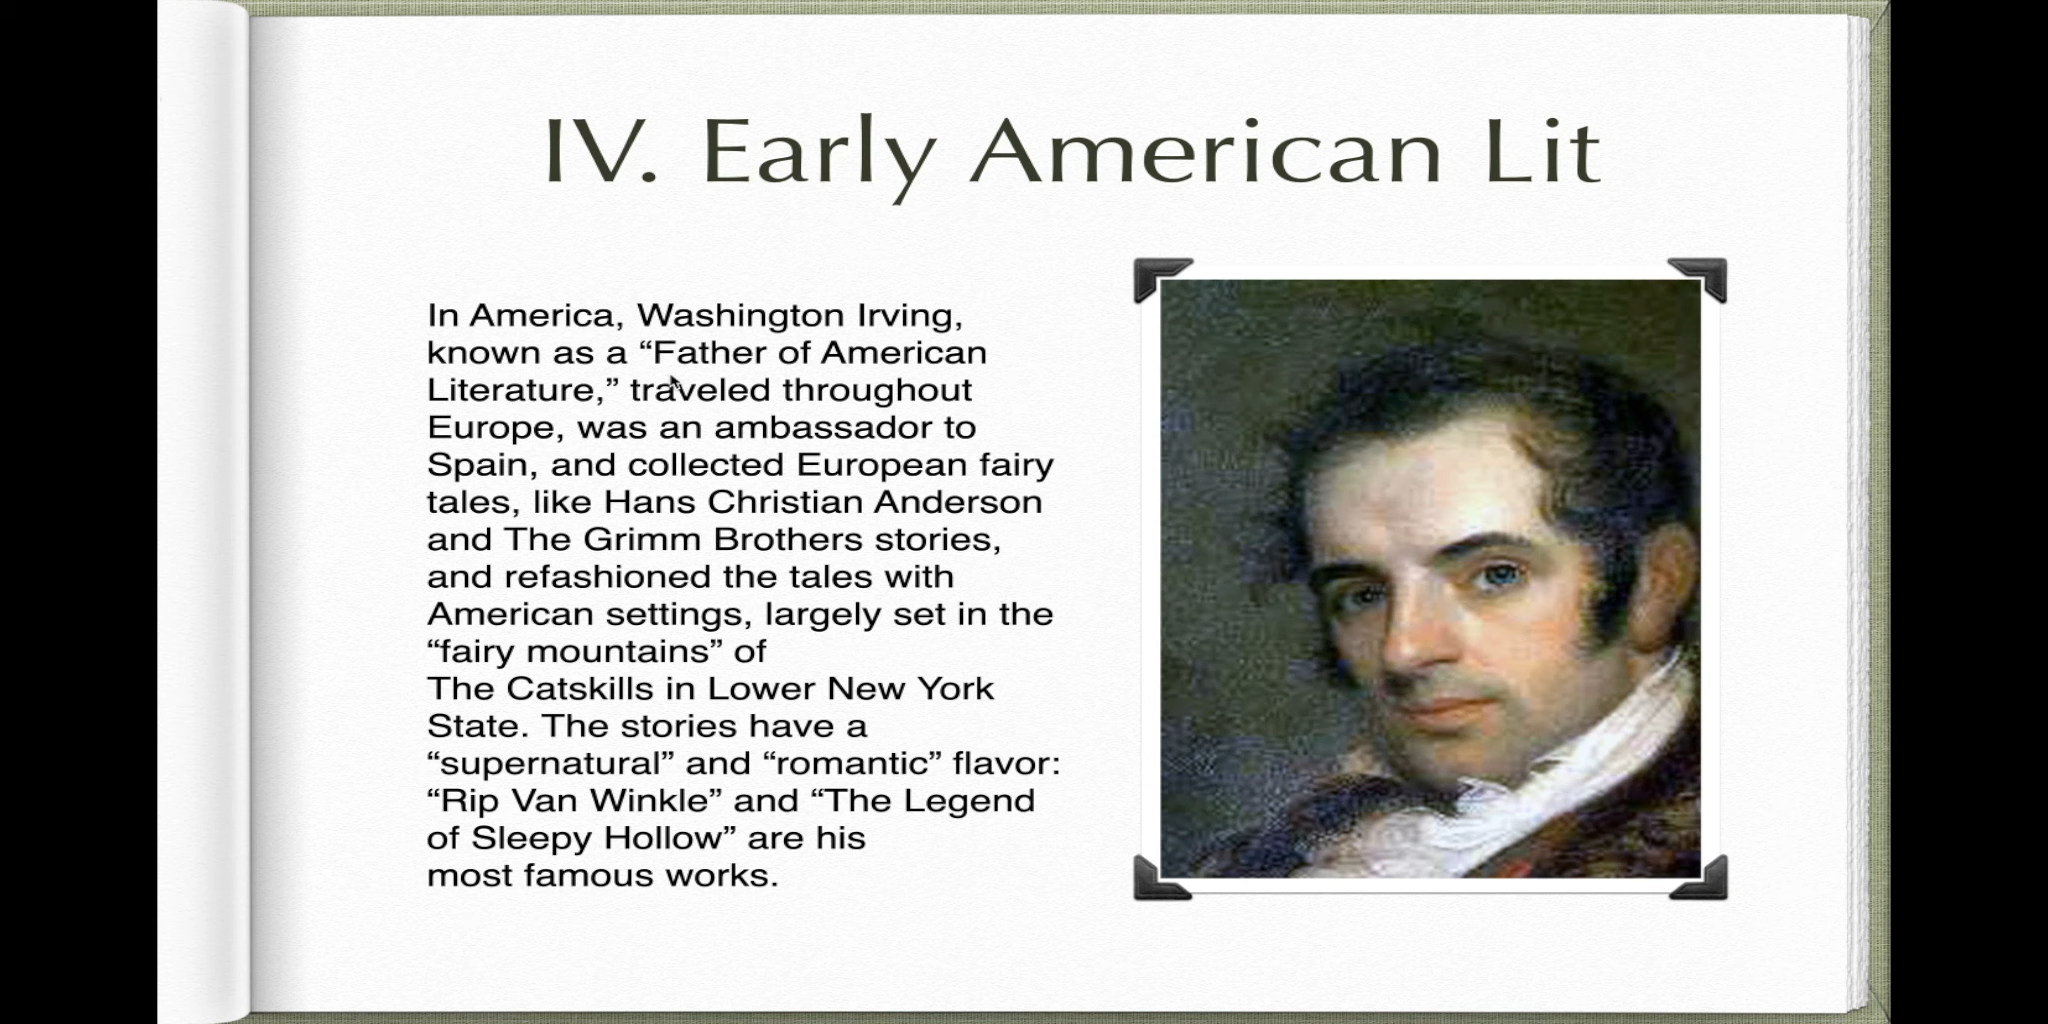 IV. Early American Lit
In America, Washington Irving,
known as a “Father of American
Literature,” traveled throughout
Europe, was an ambassador to
Spain, and collected European fairy
tales, like Hans Christian Anderson
and The Grimm Brothers stories,
and refashioned the tales with
American settings, largely set in the
“fairy mountains” of
The Catskills in Lower New York
State. The stories have a
“supernatural” and “romantic” flavor:
“Rip Van Winkle” and “The Legend
of Sleepy Hollow” are his
most famous works.